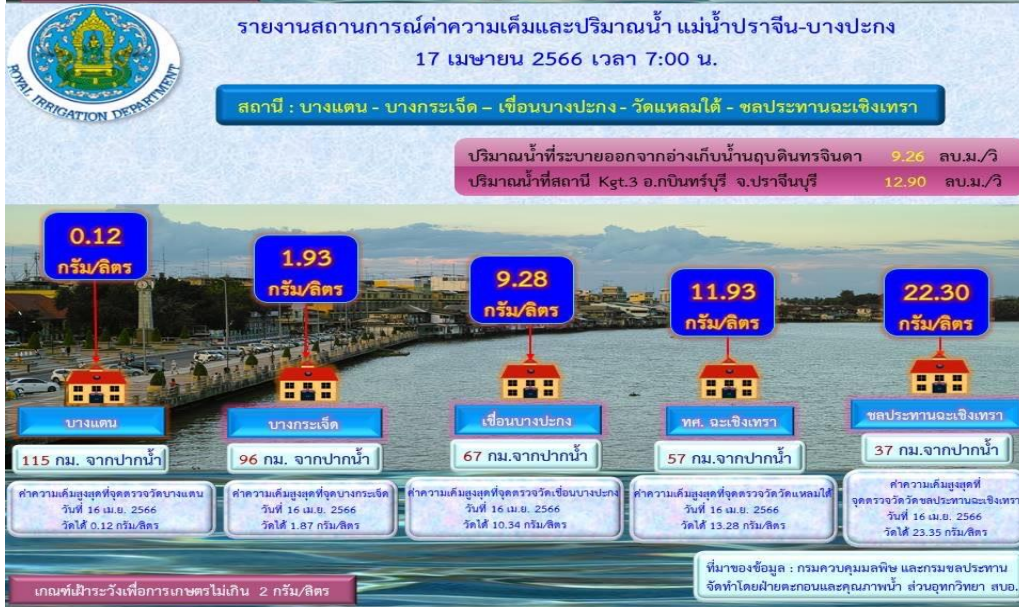 รายงานสถานการณ์ค่าความเค็มและปริมาณน้ำ แม่น้ำปราจีน-บางปะกง
17 เมษายน 2566 เวลา 7:00 น.
ROYAL IRRIGATION DEPARTMENT
สถานี : บางแตน - บางกระเจ็ด – เขื่อนบางปะกง - วัดแหลมใต้ - ชลประทานฉะเชิงเทรา
ปริมาณน้ำที่ระบายออกจากอ่างเก็บน้ำนฤบดินทรจินดา 9.26 ลบ.ม./วิ
ปริมาณน้ำที่สถานี Kgt.3 อ.กบินทร์บุรี จ.ปราจีนบุรี 12.90 ลบ.ม./วิ
0.12
กรัม/ลิตร
1.93
กรัม/ลิตร
9.28
กรัม/ลิตร
11.93
กรัม/ลิตร
22.30
กรัม/ลิตร
บางแตน
บางกระเจ็ด
เขื่อนบางปะกง
ทศ. ฉะเชิงเทรา
ชลประทานฉะเชิงเทรา
115 กม. จากปากน้ำ
96 กม. จากปากน้ำ
67 กม.จากปากน้ำ
57 กม.จากปากน้ำ
37 กม.จากปากน้ำ
ค่าความเค็มสูงสุดที่จุดตรวจวัดบางแตน
วันที่ 16 เม.ย. 2566
วัดได้ 0.12 กรัม/ลิตร
ค่าความเค็มสูงสุดที่จุดบางกระเจ็ด
วันที่ 16 เม.ย. 2566
วัดได้ 1.87 กรัม/ลิตร
ค่าความเค็มสูงสุดที่จุดตรวจวัดเขื่อนบางปะกง
วันที่ 16 เม.ย. 2566
วัดได้ 10.34 กรัม/ลิตร
ค่าความเค็มสูงสุดที่จุดตรวจวัดวัดแหลมใต้
วันที่ 16 เม.ย. 2566
วัดได้ 13.28 กรัม/ลิตร
ค่าความเค็มสูงสุดที่
จุดตรวจวัดวัดชลประทานฉะเชิงเทรา
วันที่ 16 เม.ย. 2566
วัดได้ 23.35 กรัม/ลิตร
เกณฑ์เฝ้าระวังเพื่อการเกษตรไม่เกิน 2 กรัม/ลิตร
ที่มาของข้อมูล : กรมควบคุมมลพิษ และกรมชลประทาน
จัดทำโดยฝ่ายตะกอนและคุณภาพน้ำ ส่วนอุทกวิทยา สบอ.